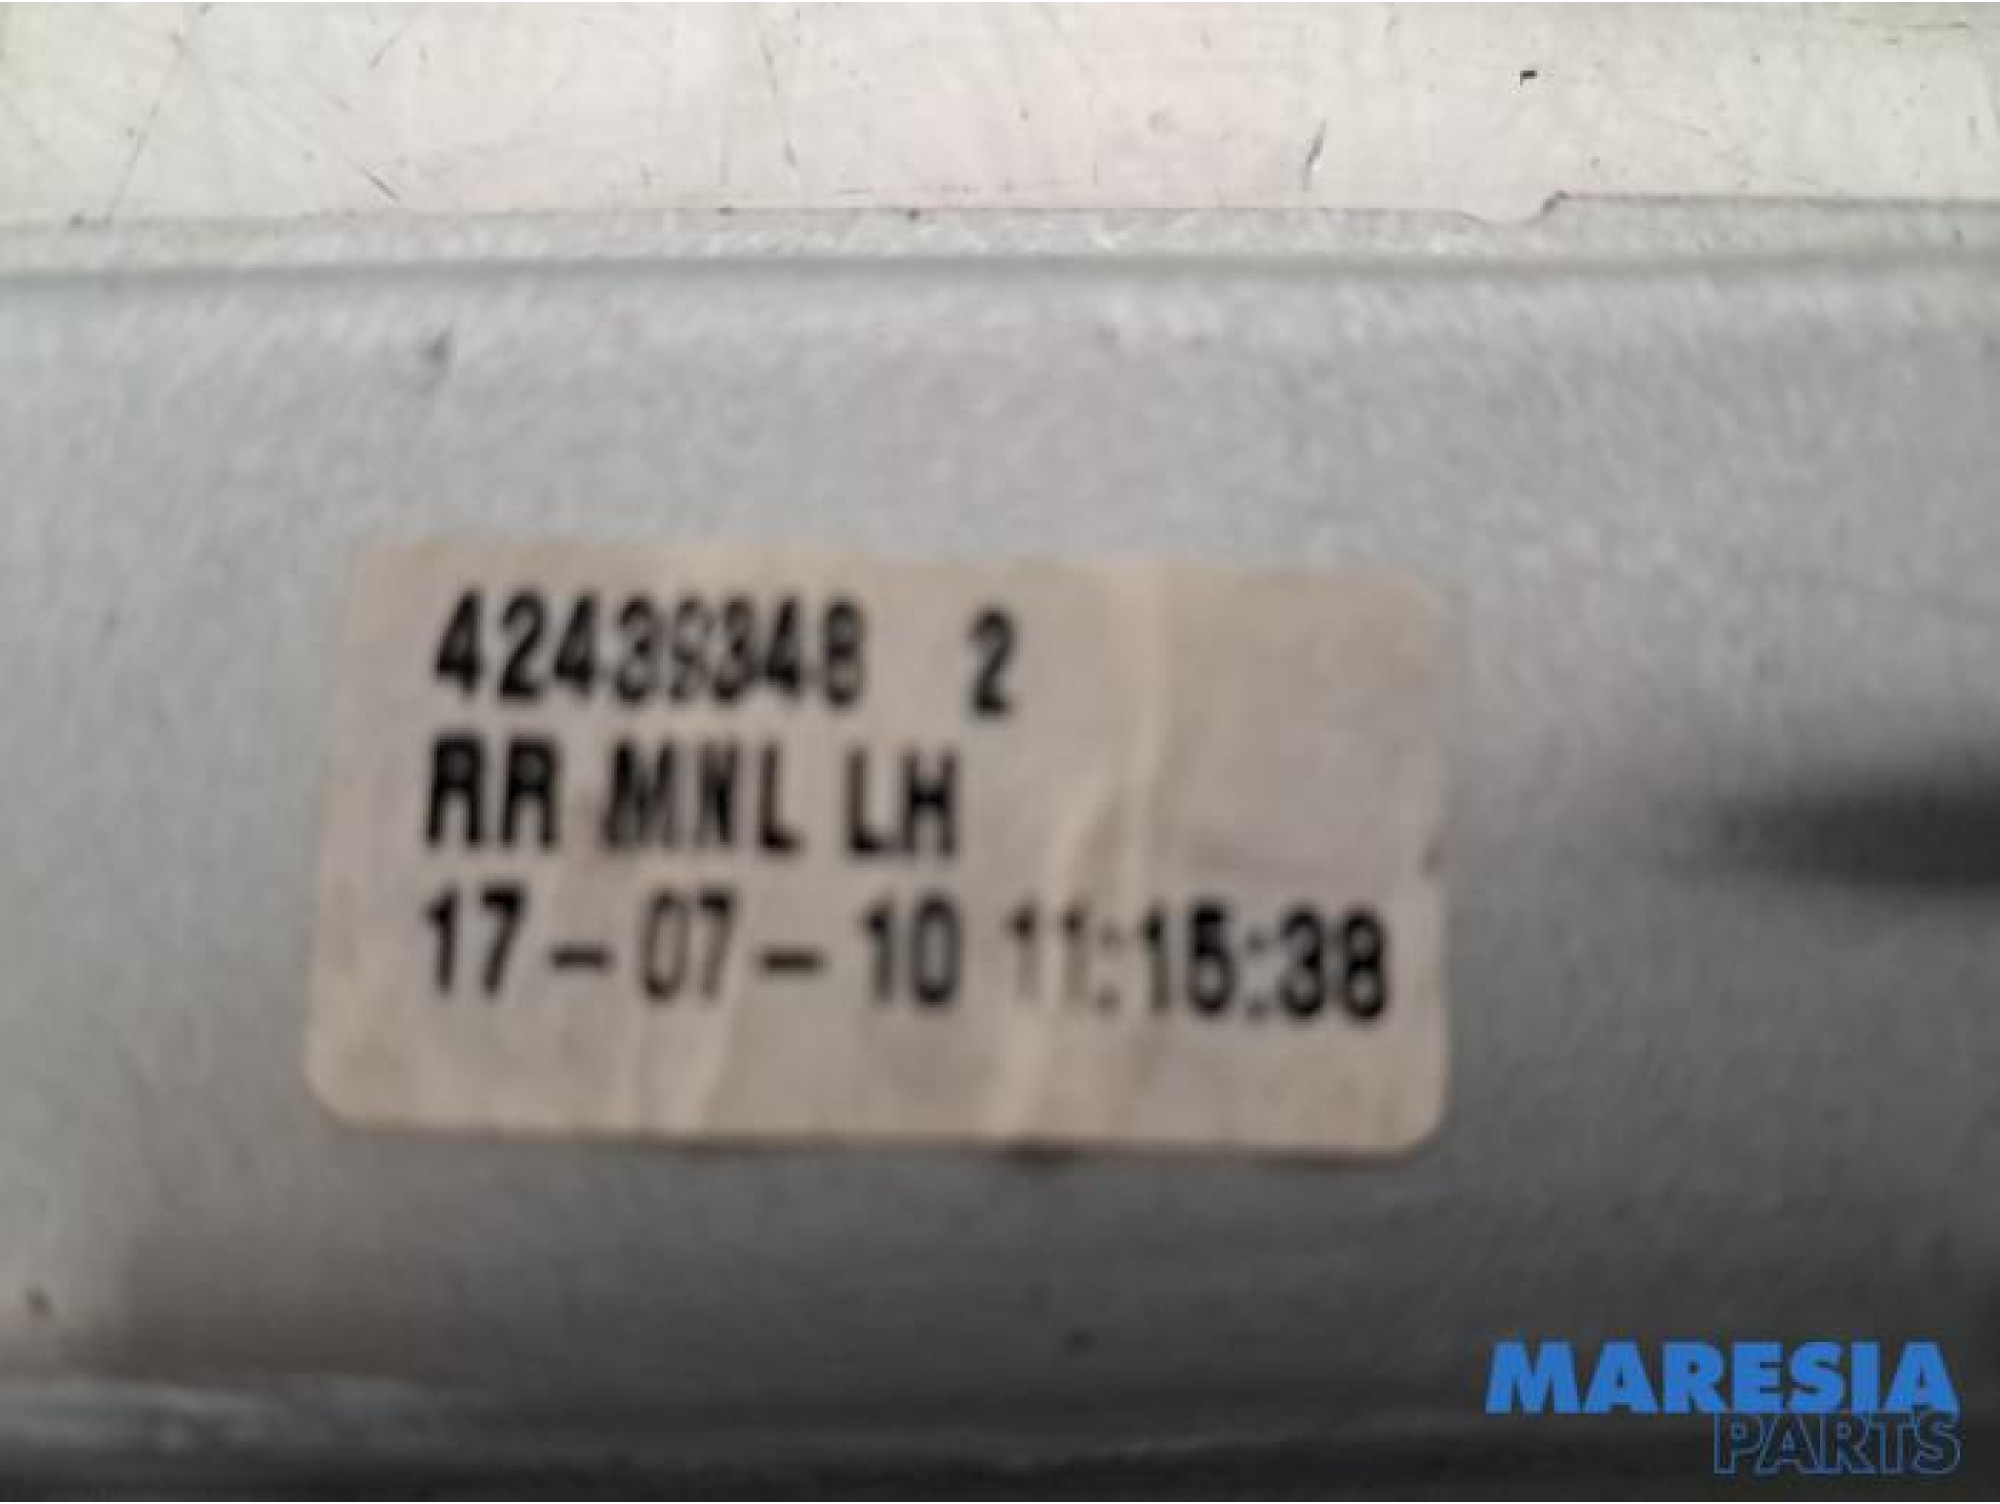 42439348 2
RR MNL LH
17-07-10 11:15:38
MARESIA
PARTS